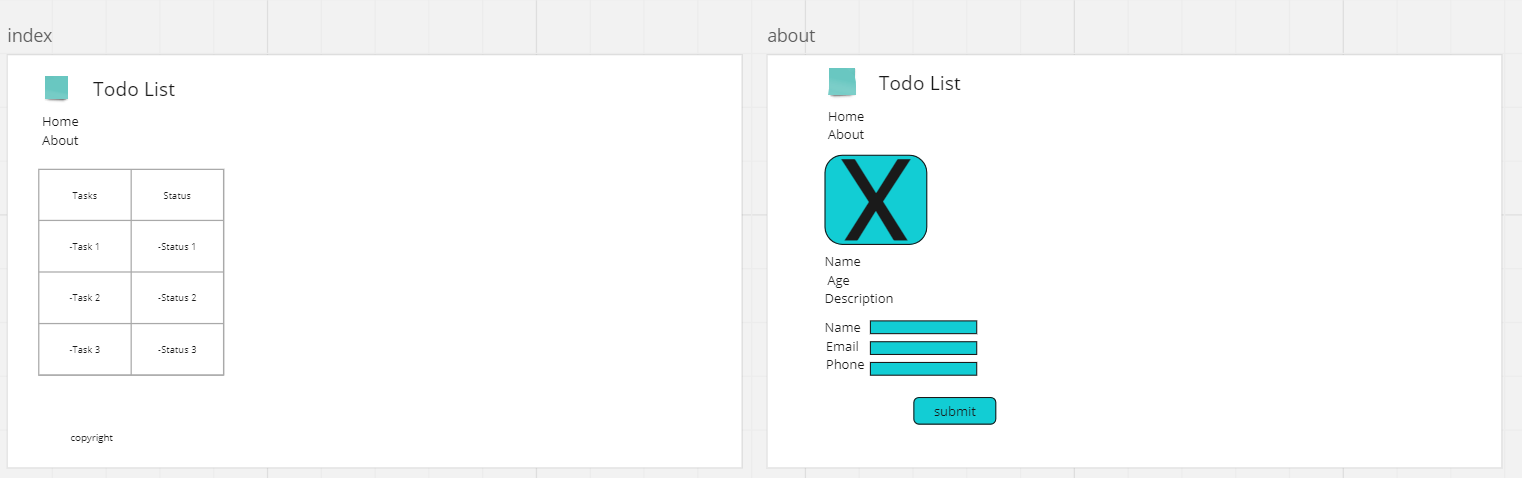 index
Todo List
Home
About
Tasks Status
-Task 1 -Status 1
-Task 2 -Status 2
-Task 3 -Status 3
copyright
about
Todo List
Home
About
X
Name
Age
Description
Name
Email
Phone
submit